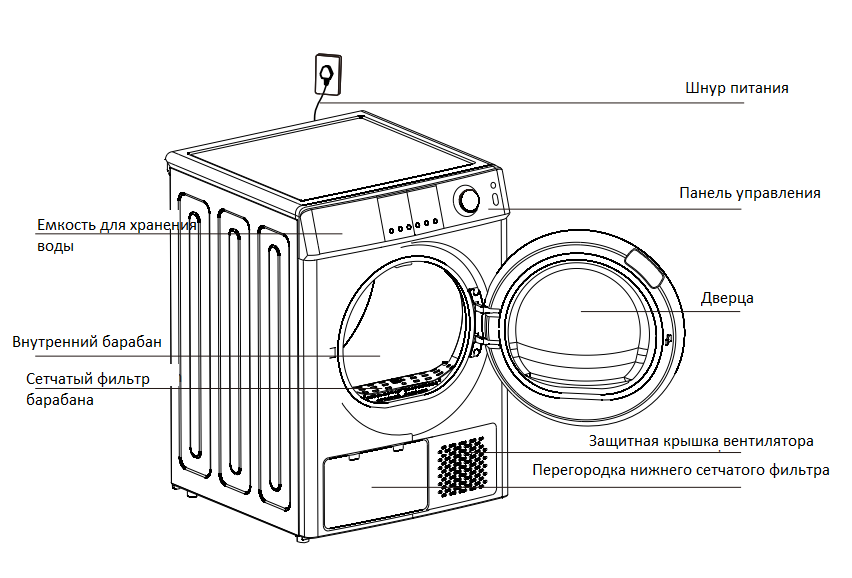 Шнур питания
Панель управления
Емкость для хранения
воды
Дверца
Внутренний барабан
Сетчатый фильтр
барабана
Защитная крышка вентилятора
Перегородка нижнего сетчатого фильтра